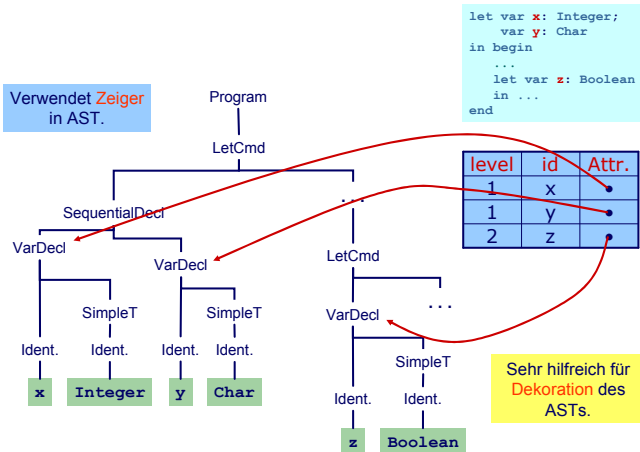 let var x: Integer;
var y: Char
in begin
...
let var z: Boolean
in ...
end
Verwendet Zeiger
in AST.
Program
LetCmd
level id Attr.
1 x
1 y
2 z
SequentialDecl
...
VarDecl
VarDecl
LetCmd
SimpleT
SimpleT
VarDecl
...
Ident.
Ident.
Ident.
Ident.
SimpleT
x
Integer
y
Char
Ident.
Ident.
z
Boolean
Sehr hilfreich für
Dekoration des
ASTs.